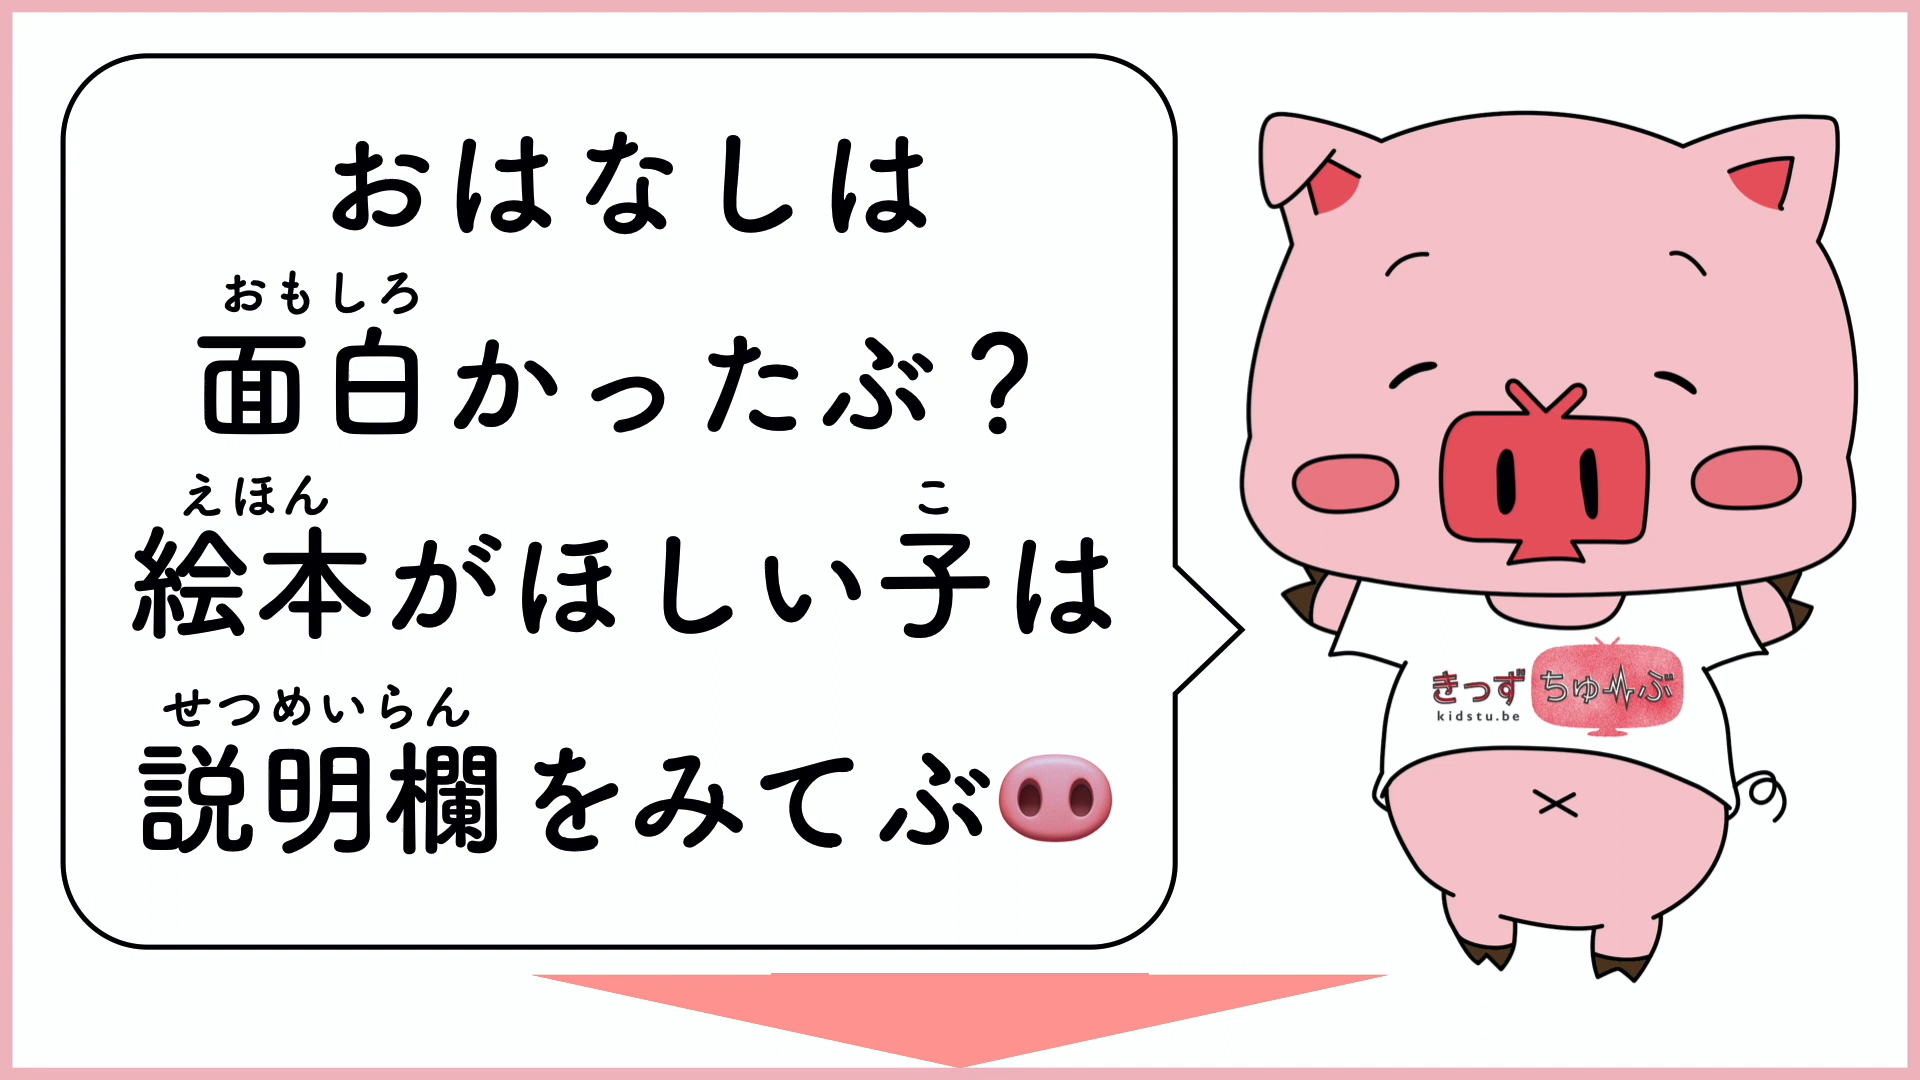 おはなしは
おもしろ
面白かったぶ?
えほん こ
絵本がほしい子は
せつめいらん
説明欄をみてぶ🐽
きっずちゅーぶ
kidstu.be